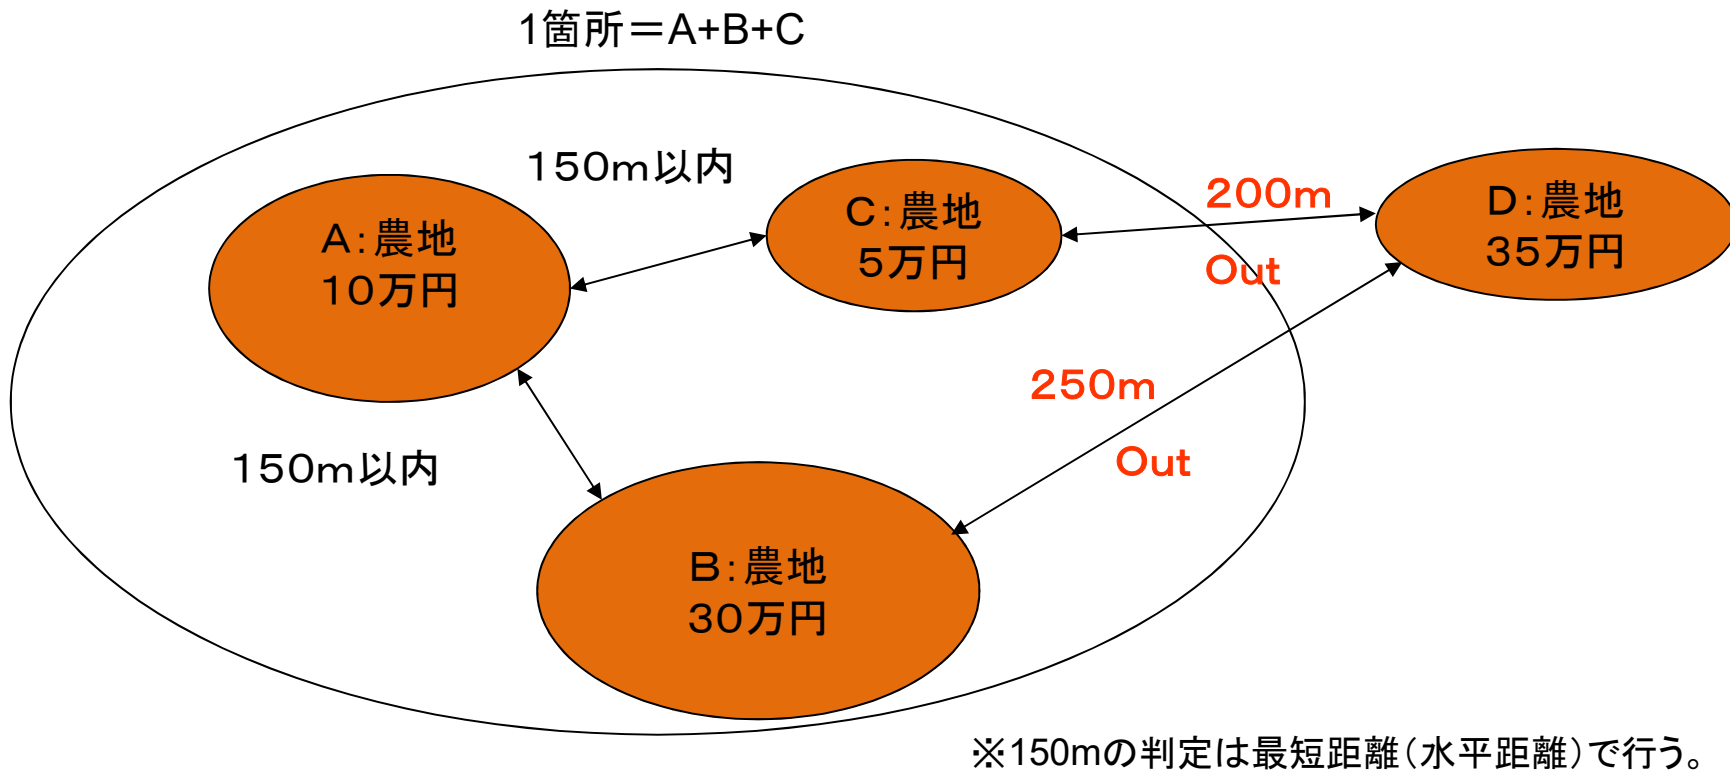 1箇所＝A+B+C
150m以内
A：農地
10万円
C：農地
5万円
200m
Out
D：農地
35万円
250m
Out
150m以内
B：農地
30万円
※150mの判定は最短距離（水平距離）で行う。